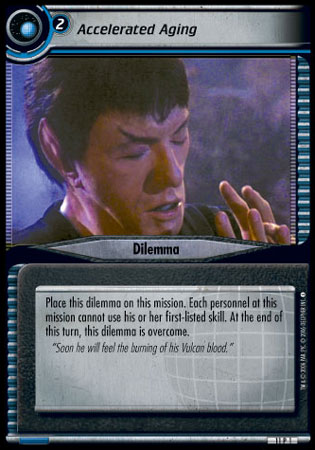 2
Accelerated Aging
Dilemma
Place this dilemma on this mission. Each personnel at this
mission cannot use his or her first-listed skill. At the end of
this turn, this dilemma is overcome.
"Soon he will feel the burning of his Vulcan blood."
11 P 1